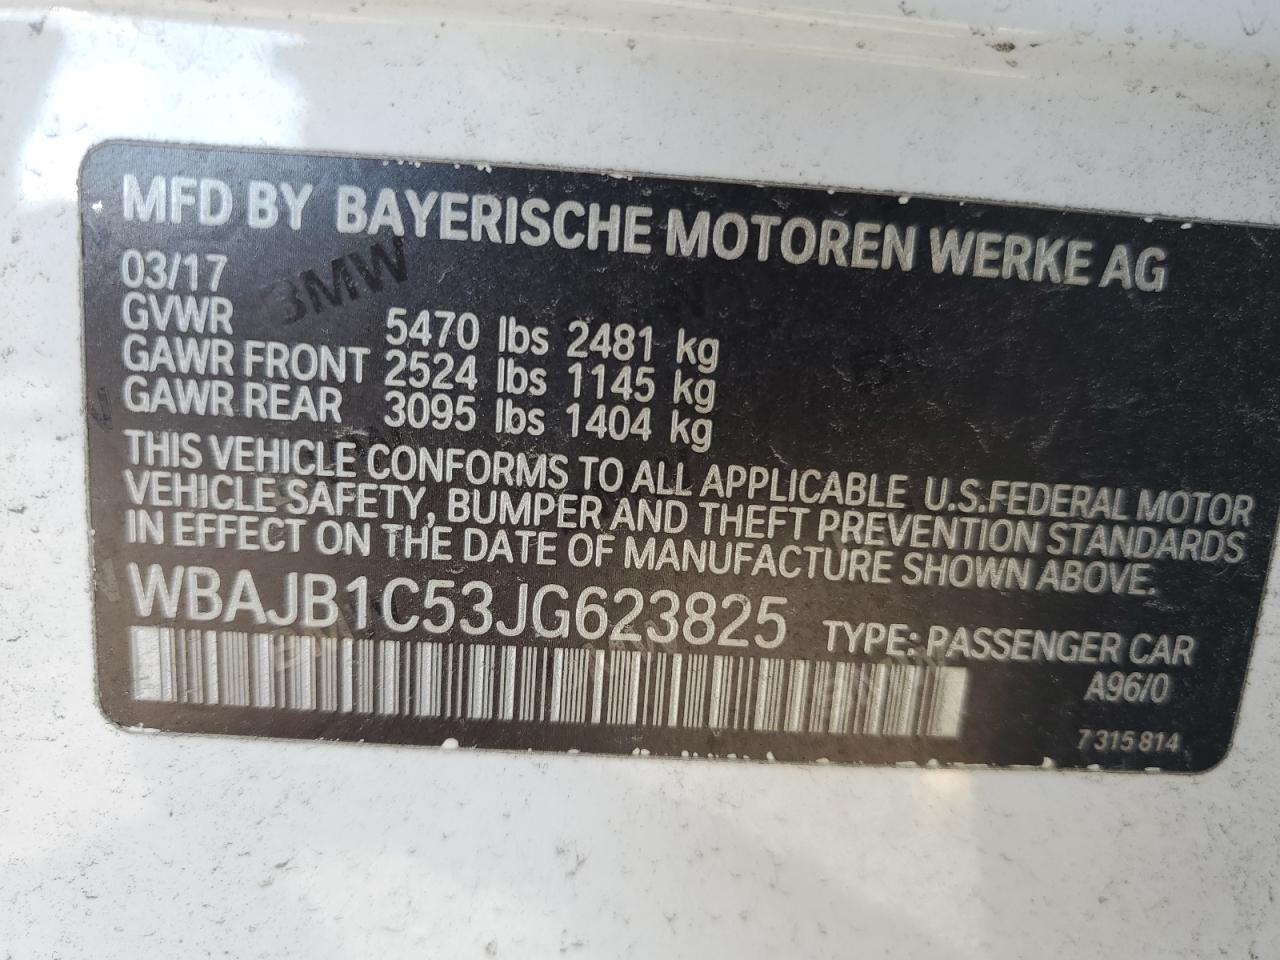 MFD BY BAYERISCHE MOTOREN WERKE AG
03/17
BMW
GVWR 5470 lbs 2481 kg
GAWR FRONT 2524 lbs 1145 kg
GAWR REAR 3095 lbs 1404 kg
THIS VEHICLE CONFORMS TO ALL APPLICABLE U.S.FEDERAL MOTOR
VEHICLE SAFETY, BUMPER AND THEFT PREVENTION STANDARDS
IN EFFECT ON THE DATE OF MANUFACTURE SHOWN ABOVE.
WBAJB1C53JG623825 TYPE: PASSENGER CAR
A96/0
7 315 814